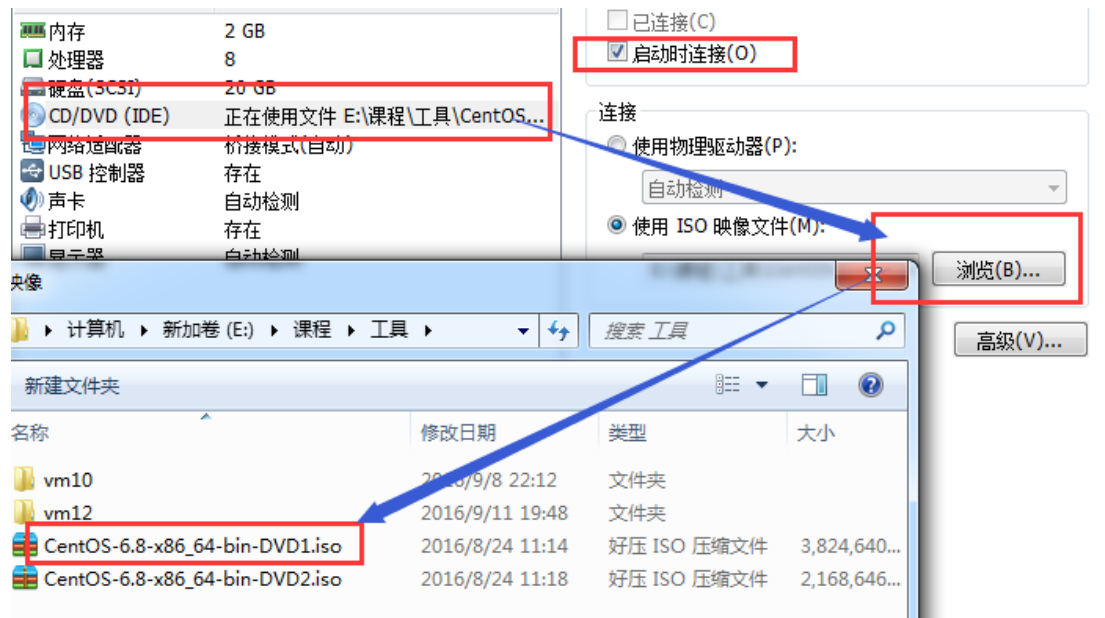 内存 2 GB
处理器 8
硬盘(SCSI) 20 GB
CD/DVD (IDE) 正在使用文件 E:\课程\工具\CentOS...
网络适配器 桥接模式(自动)
USB 控制器 存在
声卡 自动检测
打印机 存在
显示器 自动检测
已连接(C)
启动时连接(O)
连接
使用物理驱动器(P):
自动检测
使用 ISO 映像文件(M):
浏览(B)...
高级(V)...
映像
计算机 新加卷 (E:) 课程 工具
搜索 工具
新建文件夹
名称 修改日期 类型 大小
vm10 2016/9/8 22:12 文件夹
vm12 2016/9/11 19:48 文件夹
CentOS-6.8-x86_64-bin-DVD1.iso 2016/8/24 11:14 好压 ISO 压缩文件 3,824,640...
CentOS-6.8-x86_64-bin-DVD2.iso 2016/8/24 11:18 好压 ISO 压缩文件 2,168,646...